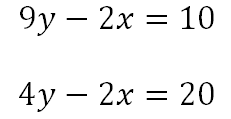 9y − 2x = 10
4y − 2x = 20